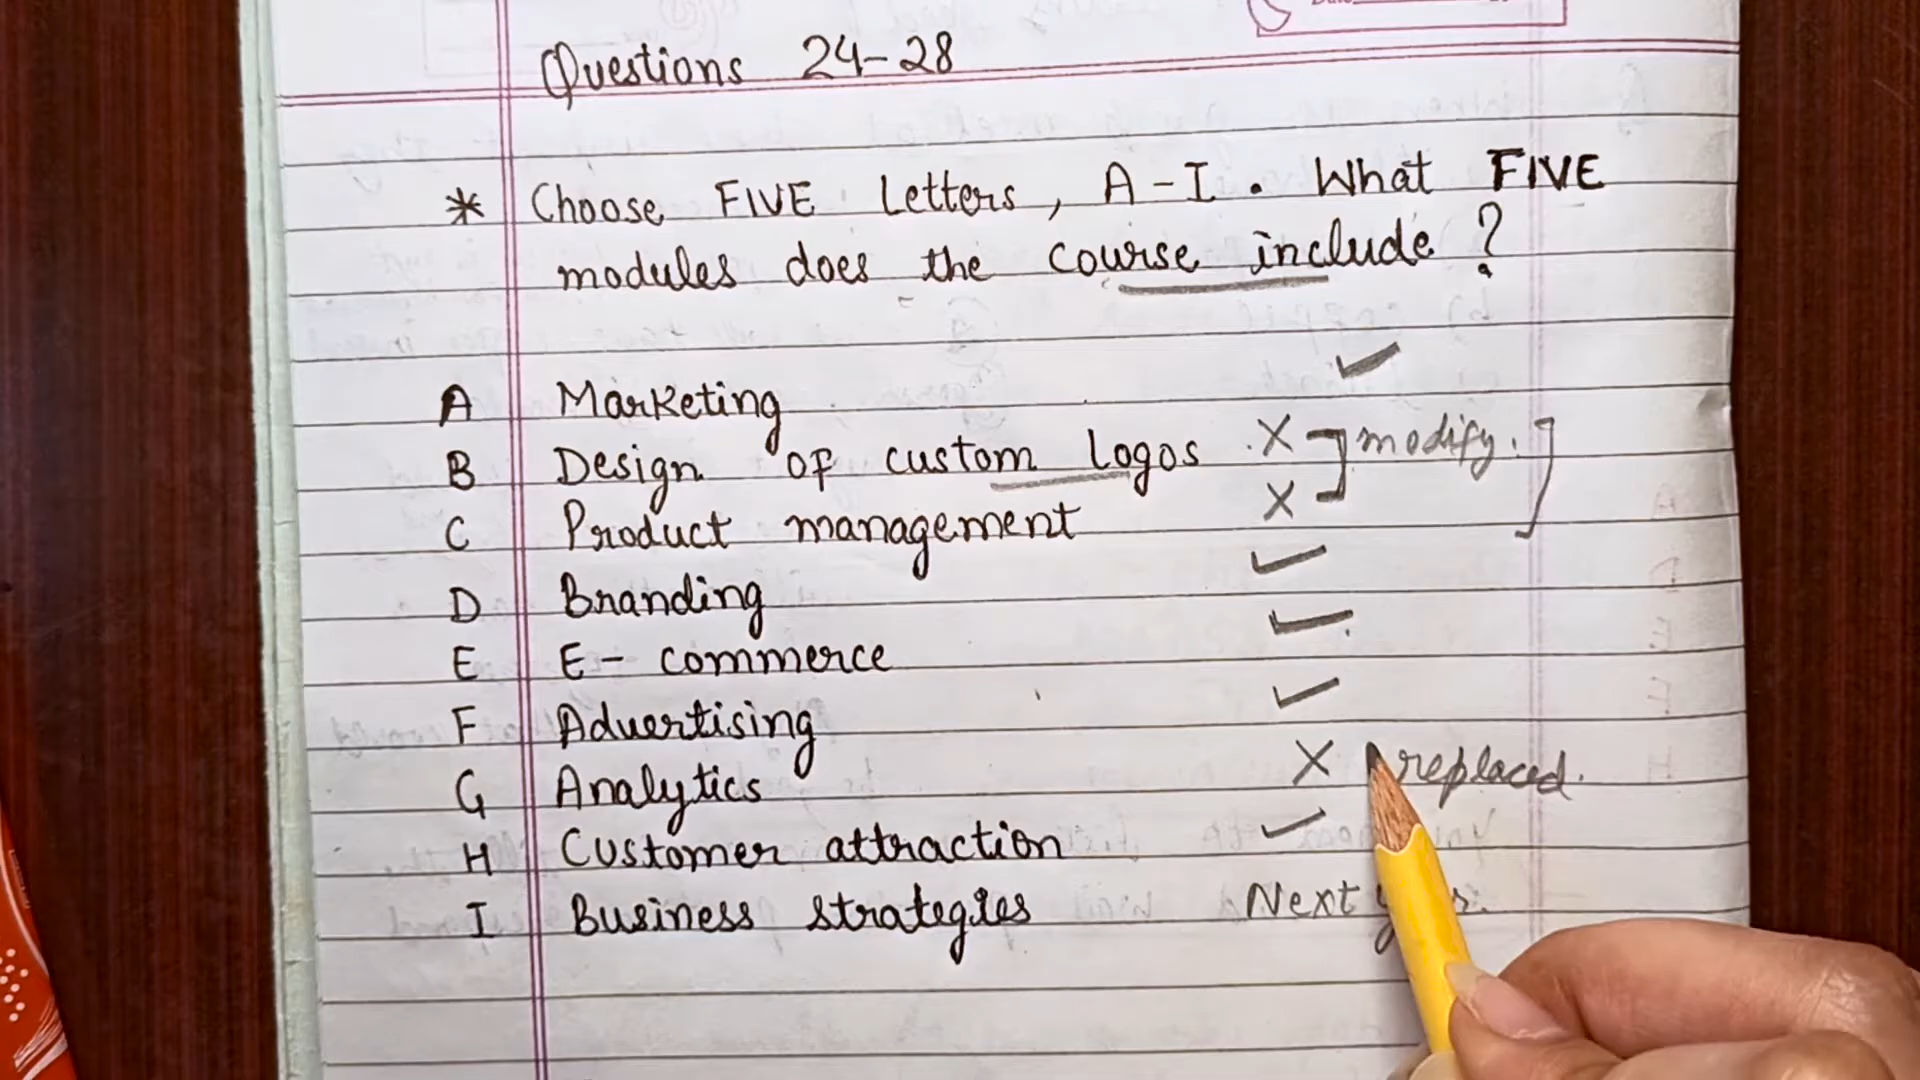 Questions 24-28
* Choose FIVE Letters, A-I. What FIVE
modules does the course include?
A Marketing ✓
B Design of custom logos X modify.
C Product management X
D Branding ✓
E E-commerce ✓
F Advertising ✓
G Analytics X replaced.
H Customer attraction ✓
I Business strategies Next